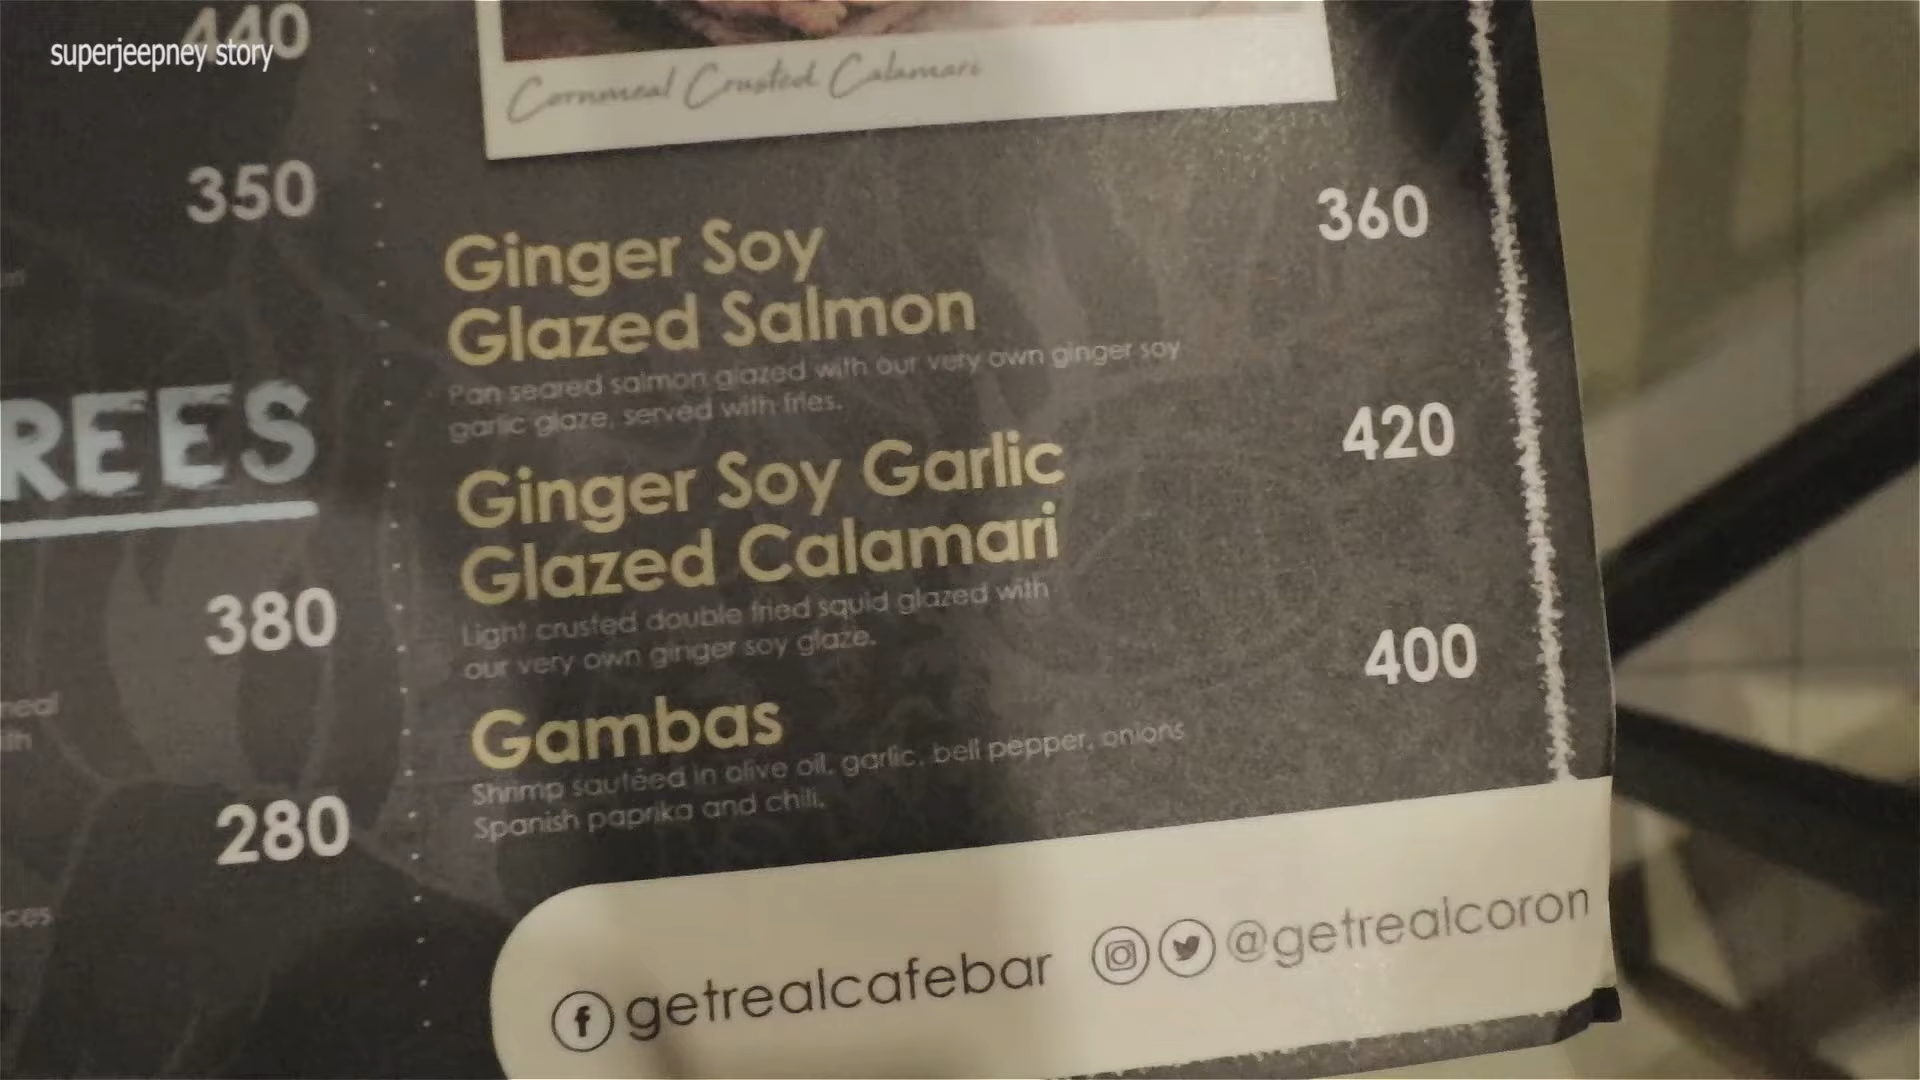 superjeepney story
440
350
REES
380
280
Cornmeal Crusted Calamari
Ginger Soy
Glazed Salmon
360
Pan seared salmon glazed with our very own ginger soy
garlic glaze, served with fries.
Ginger Soy Garlic
Glazed Calamari
420
Light crusted double fried squid glazed with
our very own ginger soy glaze.
Gambas
400
Shrimp sautéed in olive oil, garlic, bell pepper, onions
Spanish paprika and chili.
getrealcafebar
@getrealcoron